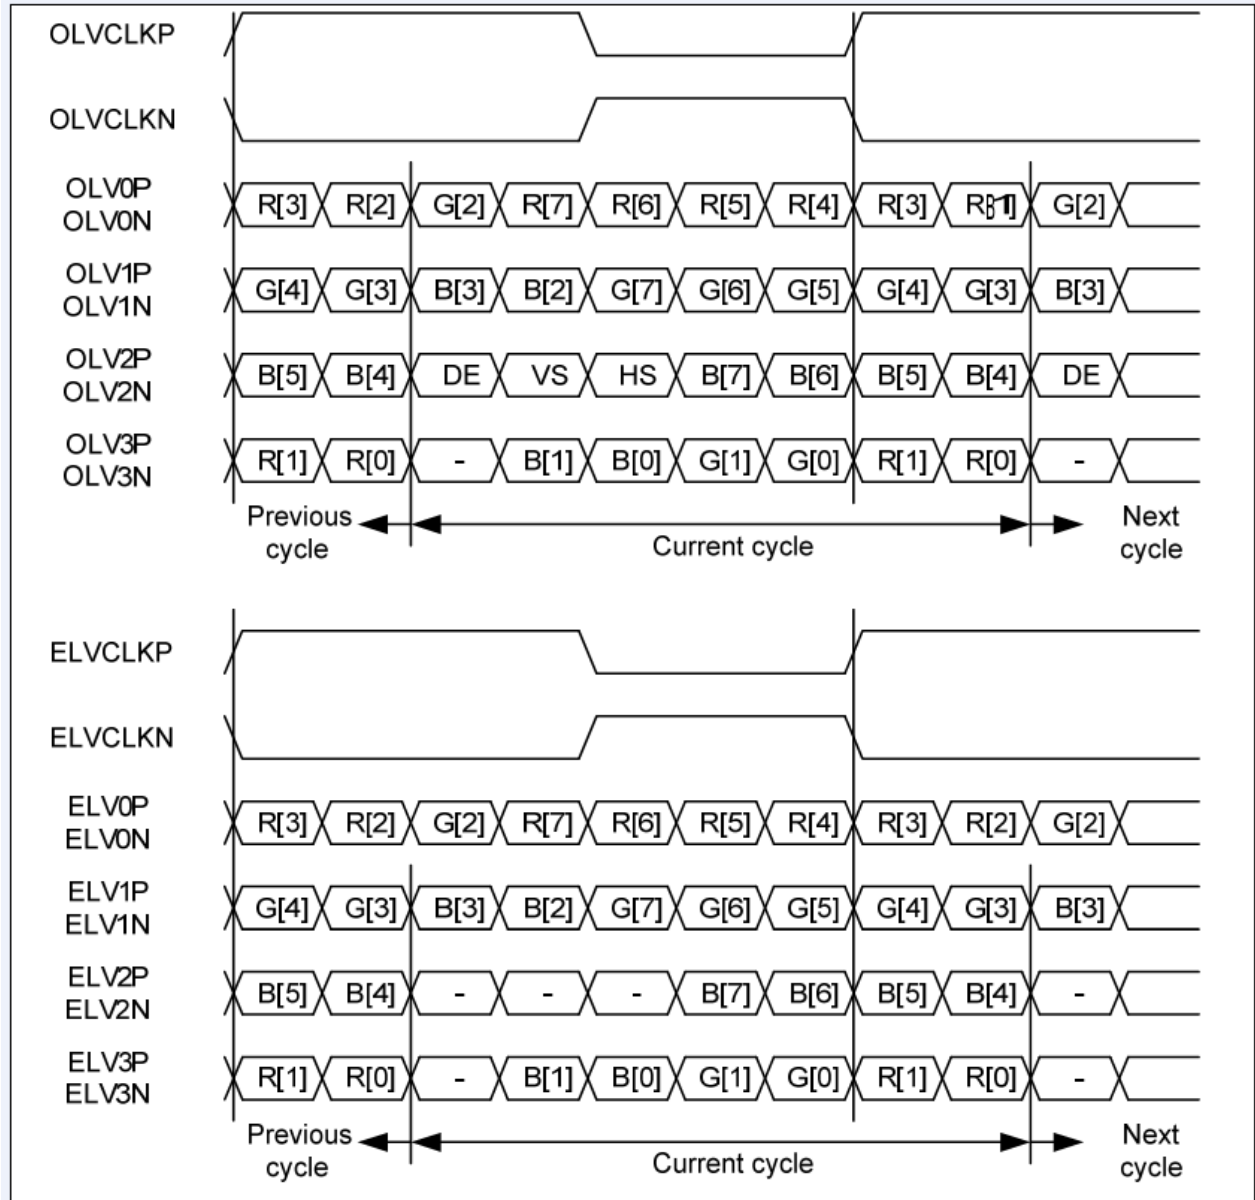 OLVCLKP
OLVCLKN
OLV0P
OLV0N
R[3] R[2] G[2] R[7] R[6] R[5] R[4] R[3] G[2]
OLV1P
OLV1N
G[4] G[3] B[3] B[2] G[7] G[6] G[5] G[4] G[3] B[3]
OLV2P
OLV2N
B[5] B[4] DE VS HS B[7] B[6] B[5] B[4] DE
OLV3P
OLV3N
R[1] R[0] - B[1] B[0] G[1] G[0] R[1] R[0] -
Previous
cycle
Current cycle
Next
cycle
ELVCLKP
ELVCLKN
ELV0P
ELV0N
R[3] R[2] G[2] R[7] R[6] R[5] R[4] R[3] R[2] G[2]
ELV1P
ELV1N
G[4] G[3] B[3] B[2] G[7] G[6] G[5] G[4] G[3] B[3]
ELV2P
ELV2N
B[5] B[4] - - - B[7] B[6] B[5] B[4] -
ELV3P
ELV3N
R[1] R[0] - B[1] B[0] G[1] G[0] R[1] R[0] -
Previous
cycle
Current cycle
Next
cycle